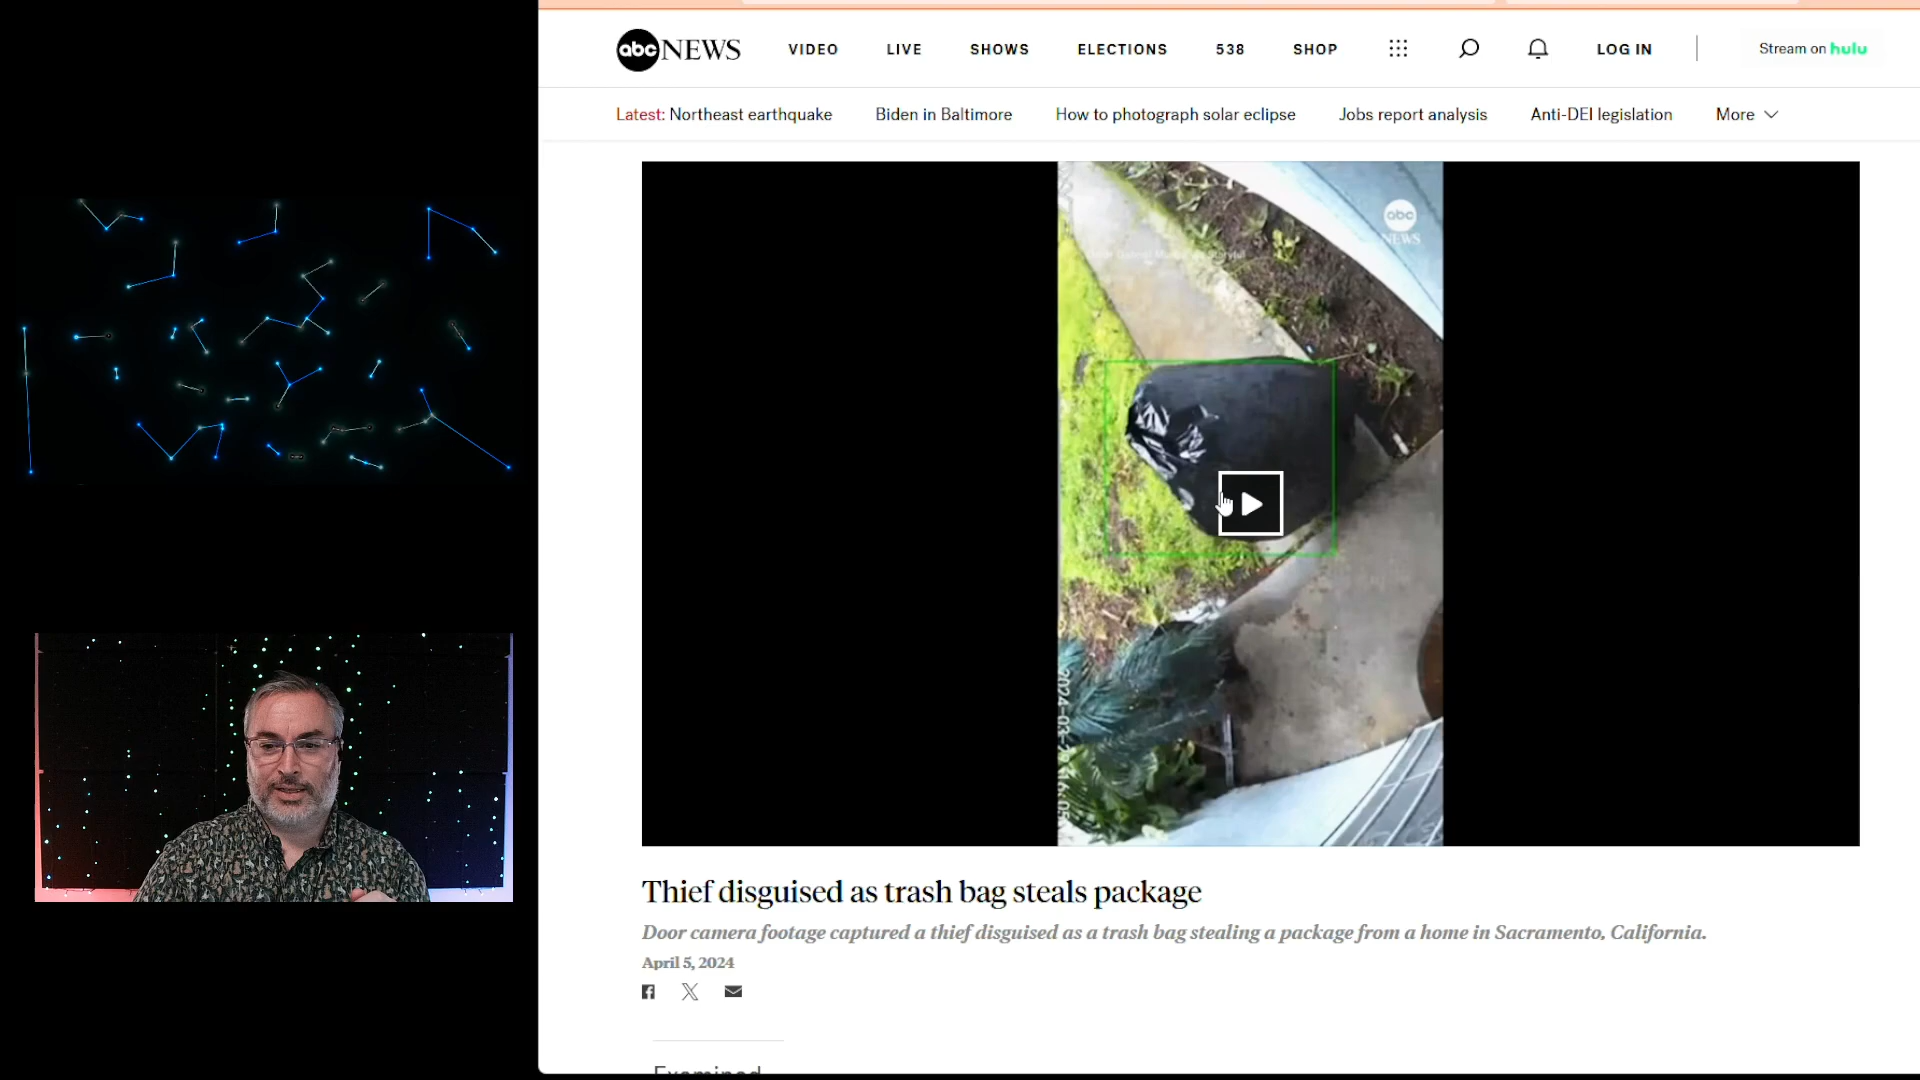 abc NEWS
VIDEO
LIVE
SHOWS
ELECTIONS
538
SHOP
LOG IN
Stream on hulu
Latest: Northeast earthquake
Biden in Baltimore
How to photograph solar eclipse
Jobs report analysis
Anti-DEI legislation
More
abc
NEWS
Thief disguised as trash bag steals package
Door camera footage captured a thief disguised as a trash bag stealing a package from a home in Sacramento, California.
April 5, 2024
Examined